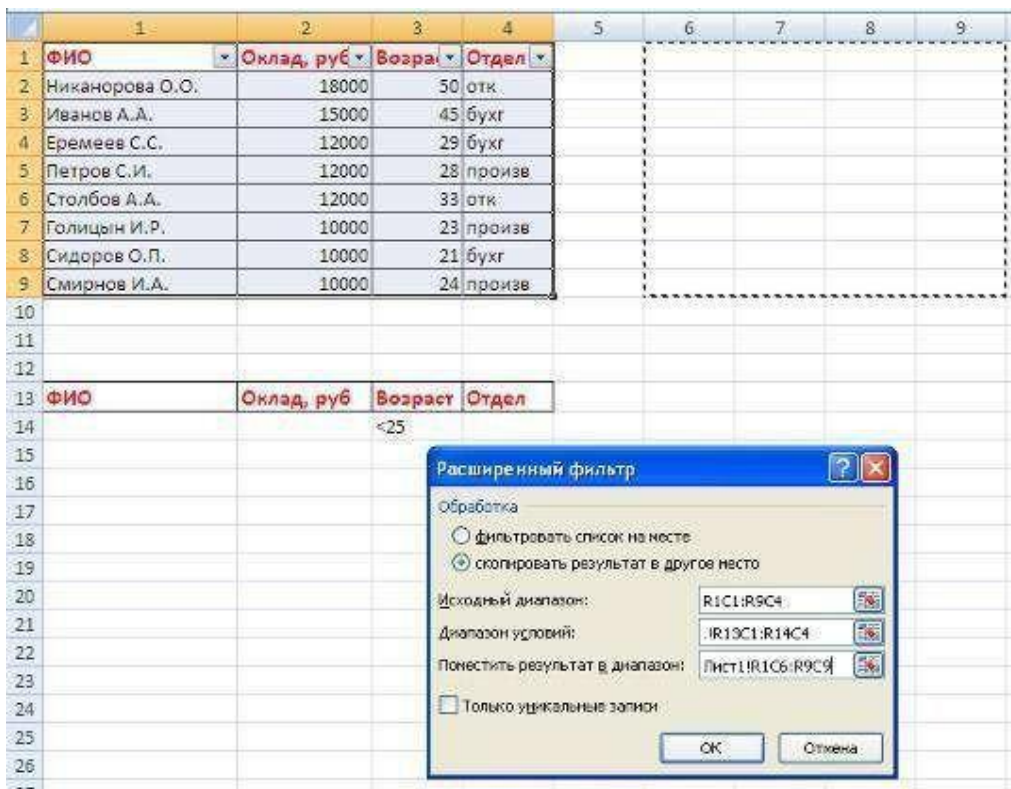 1 2 3 4 5 6 7 8 9
1 ФИО Оклад, руб Возра Отдел
2 Никанорова О.О. 18000 50 отк
3 Иванов А.А. 15000 45 бухг
4 Еремеев С.С. 12000 29 бухг
5 Петров С.И. 12000 28 произв
6 Столбов А.А. 12000 33 отк
7 Голицын И.Р. 10000 23 произв
8 Сидоров О.П. 10000 21 бухг
9 Смирнов И.А. 10000 24 произв
10
11
12
13 ФИО Оклад, руб Возраст Отдел
14 <25
15
16
17
18
19
20
21
22
23
24
25
26
Расширенный фильтр
Обработка
фильтровать список на месте
скопировать результат в другое место
Исходный диапазон: R1C1:R9C4
Диапазон условий: .!R13C1:R14C4
Поместить результат в диапазон: Лист1!R1C6:R9C9
Только уникальные записи
ОК Отмена